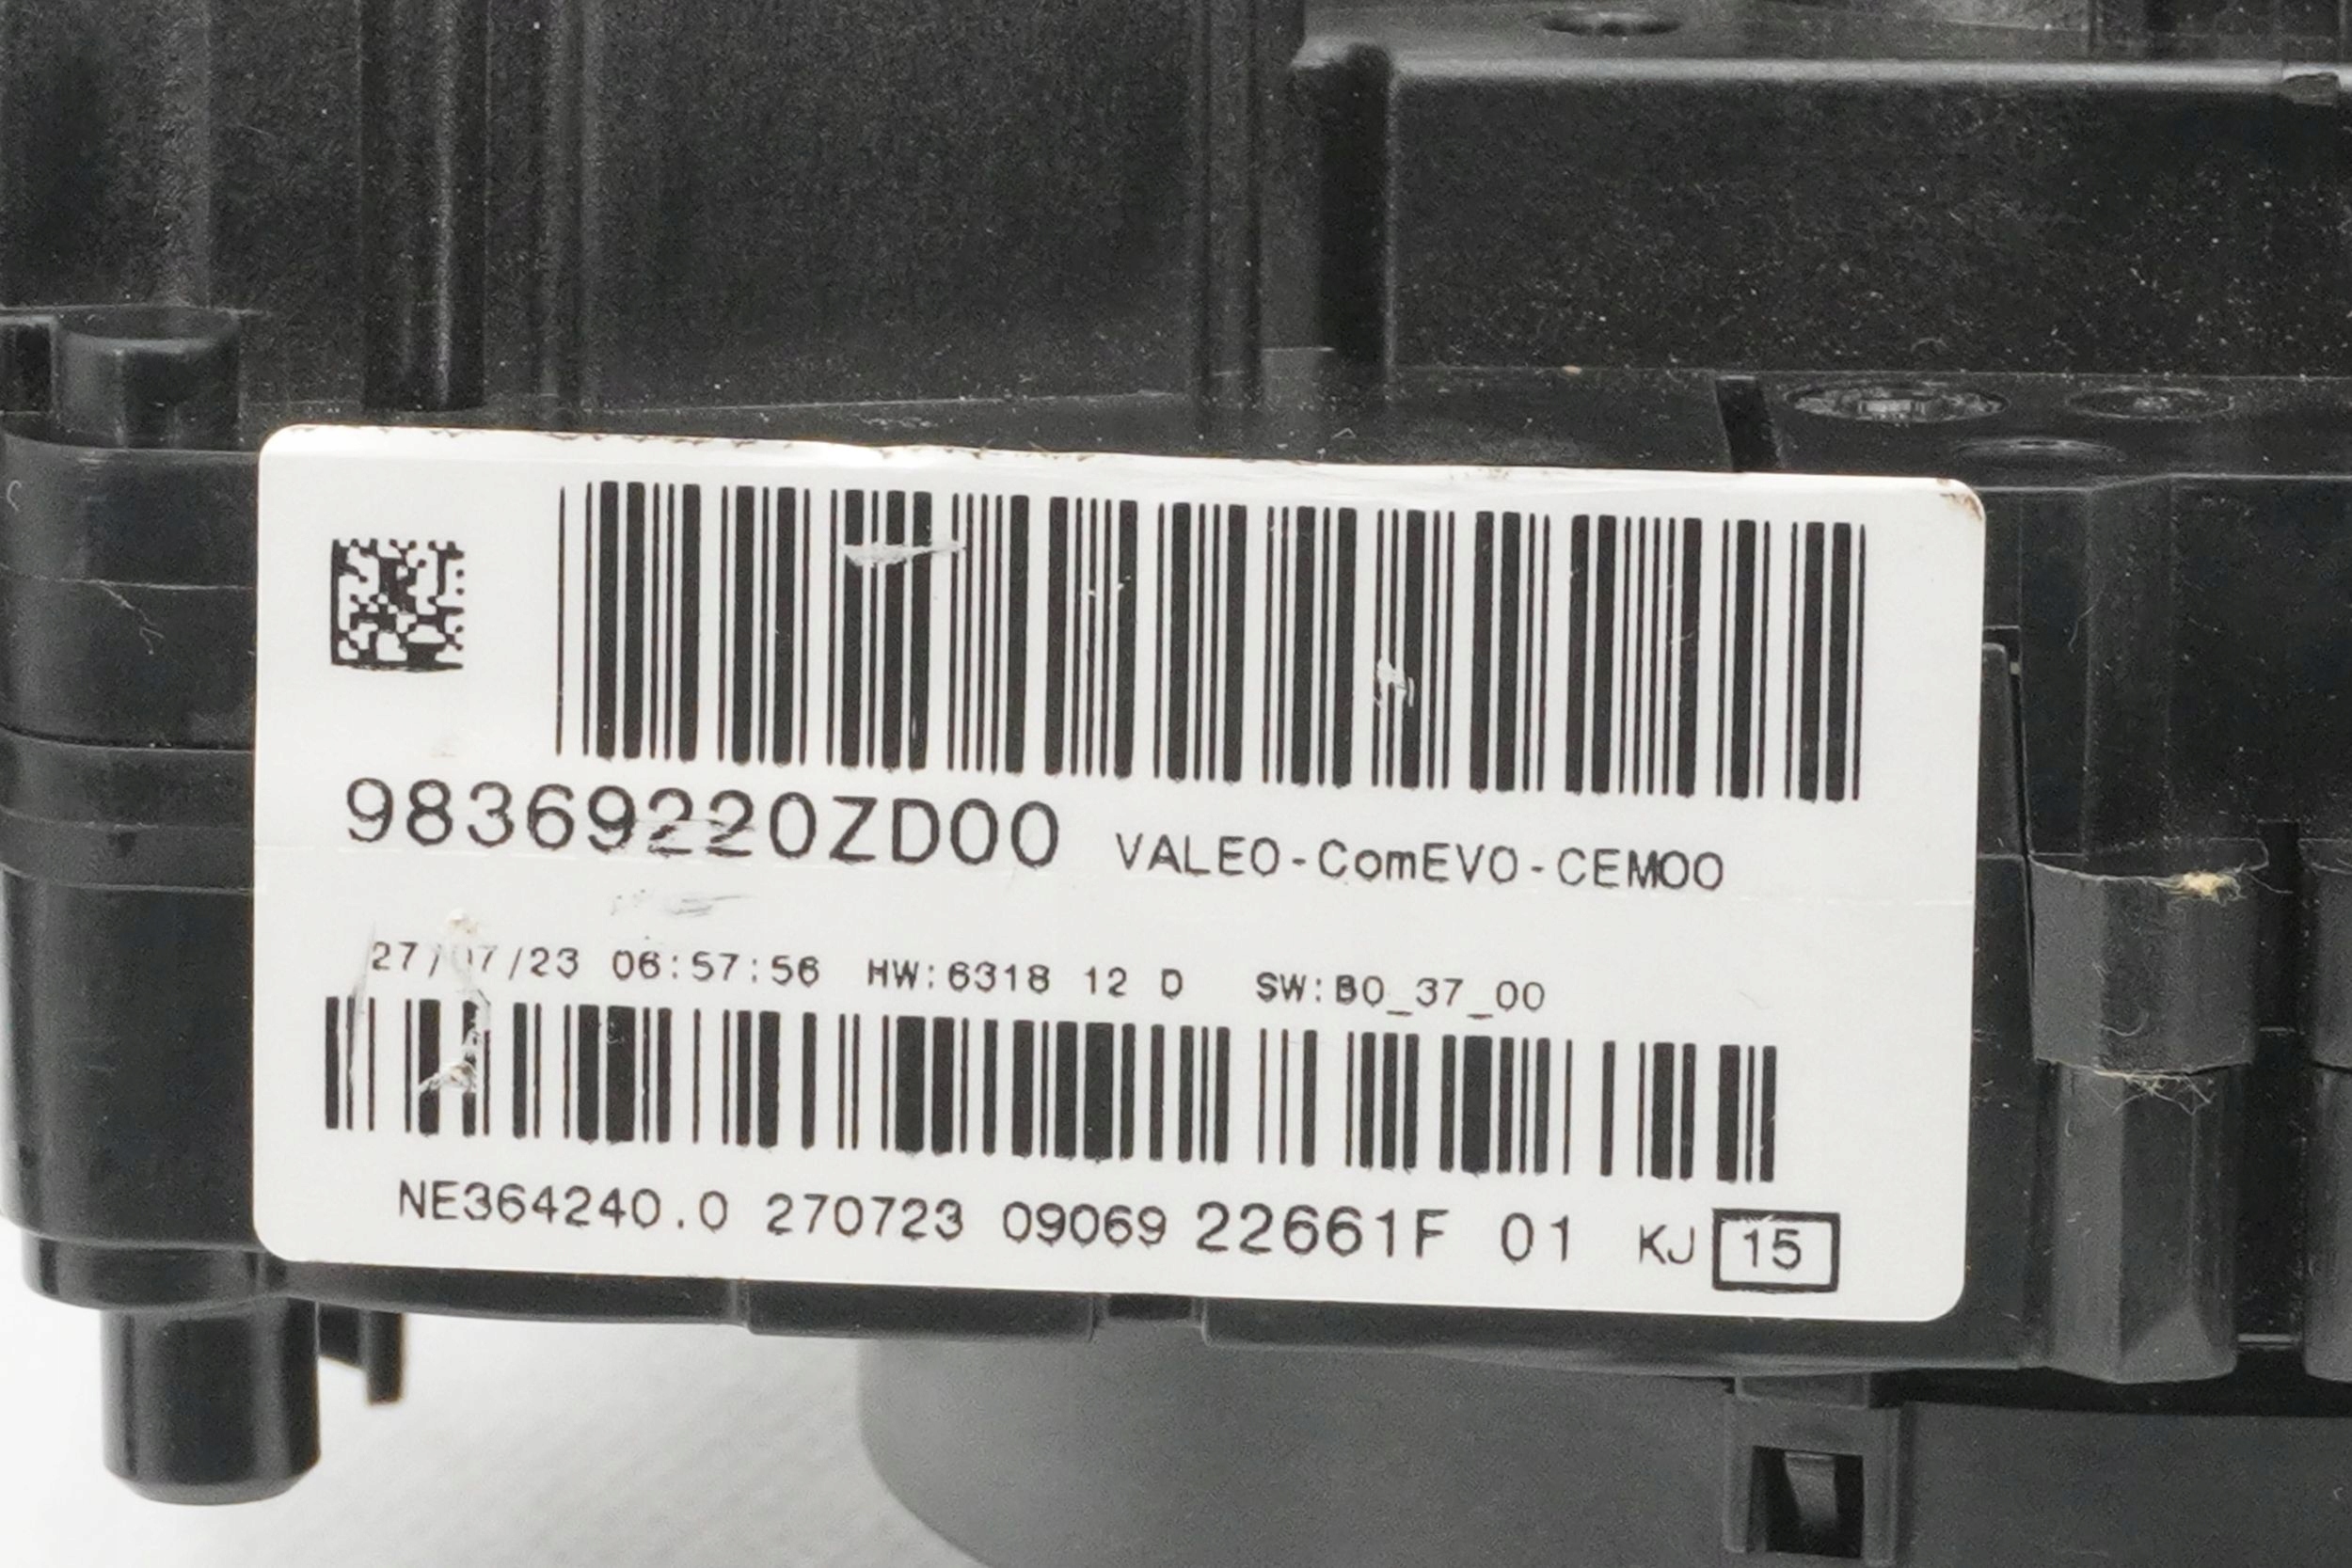 98369220ZD00 VALEO-ComEVO-CEM00
27/07/23 06:57:56 HW:6318 12 D SW:B0_37_00
NE364240.0 270723 09069 22661F 01 KJ 15